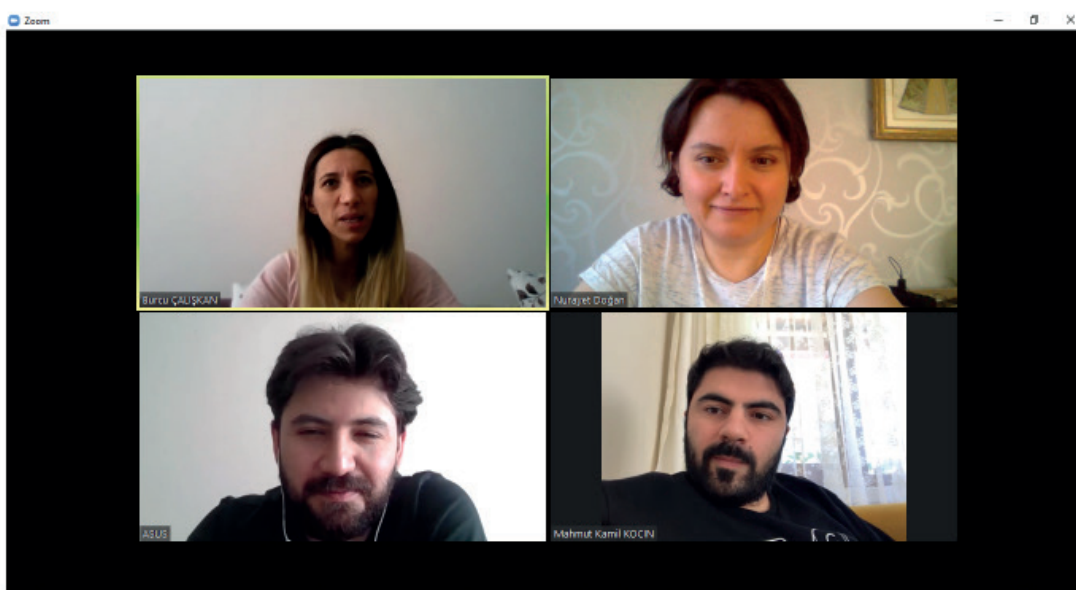 Zoom
Burcu ÇALIŞKAN
Nurayet Doğan
ASUS
Mahmut Kamil KOCIN